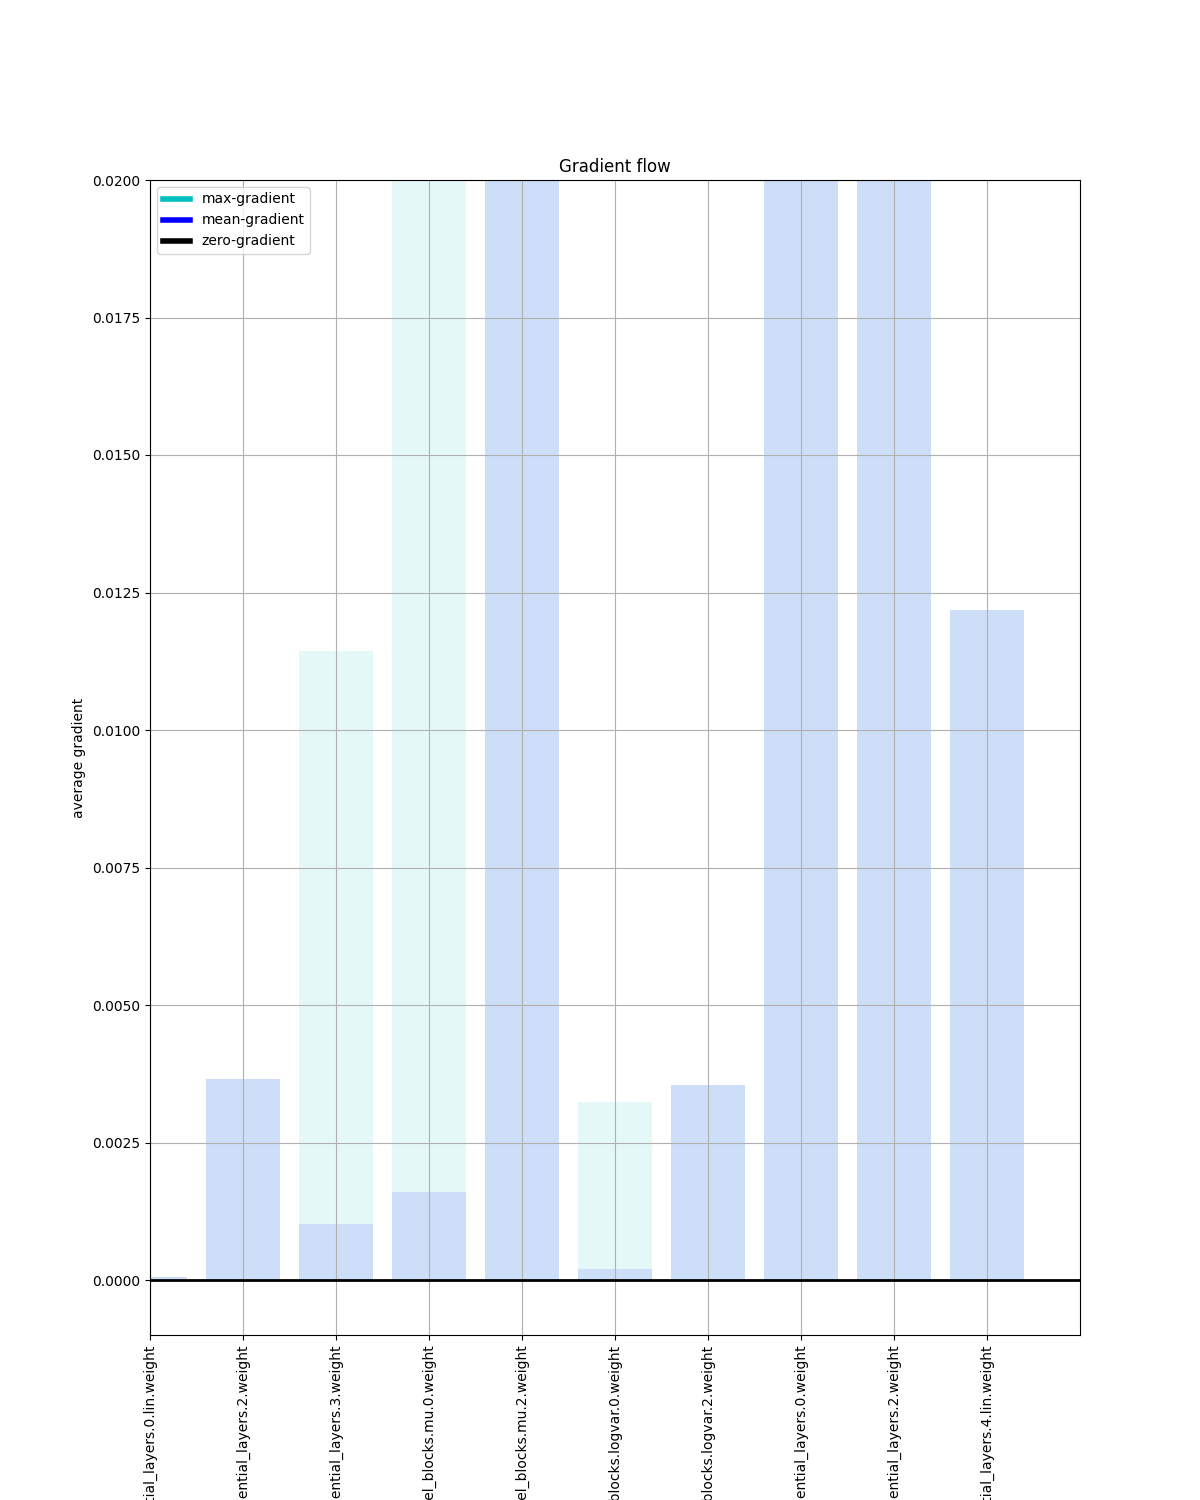 Gradient flow
max-gradient
mean-gradient
zero-gradient
0.0200
0.0175
0.0150
0.0125
0.0100
0.0075
0.0050
0.0025
0.0000
average gradient
tial_layers.0.lin.weight
ential_layers.2.weight
ential_layers.3.weight
el_blocks.mu.0.weight
el_blocks.mu.2.weight
blocks.logvar.0.weight
blocks.logvar.2.weight
ential_layers.0.weight
ential_layers.2.weight
tial_layers.4.lin.weight